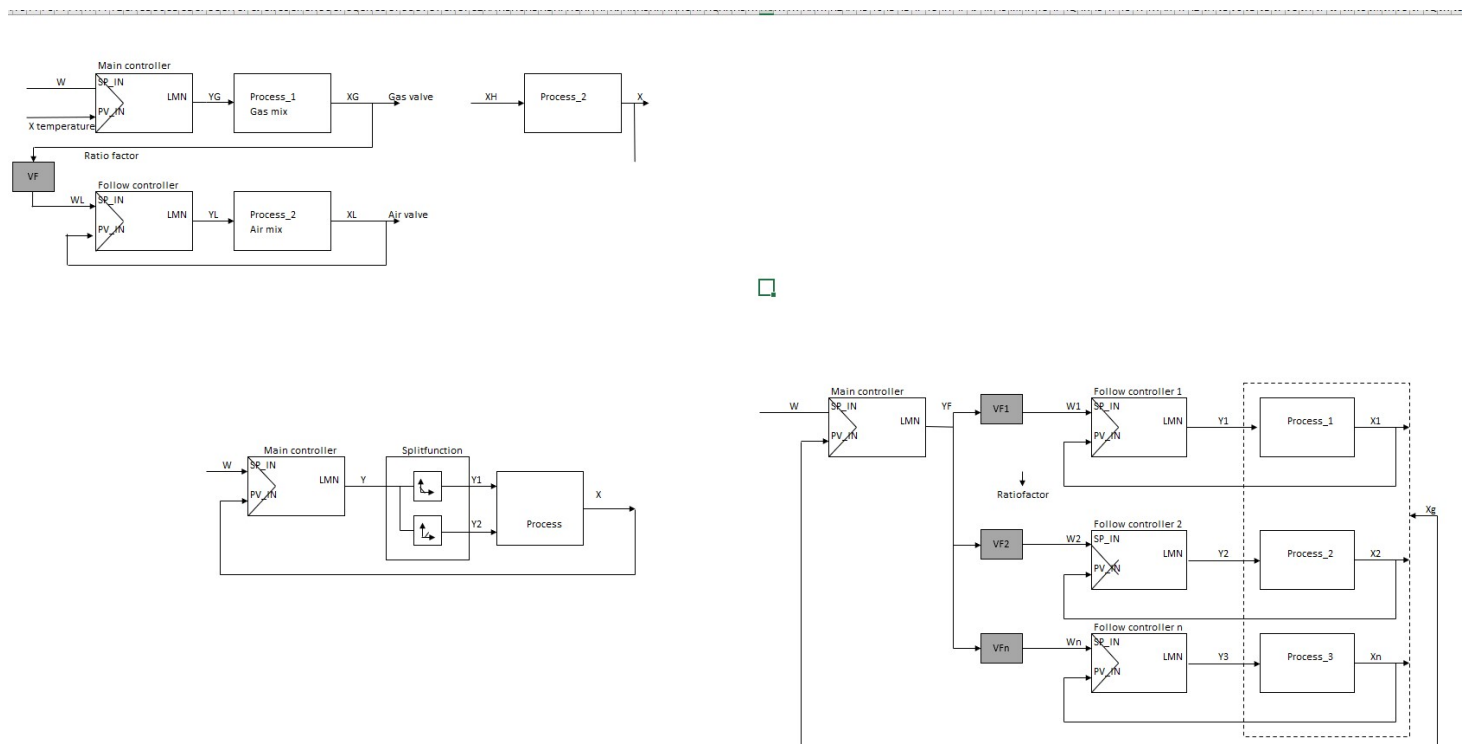 Main controller
W
SP_IN
LMN
YG
Process_1
Gas mix
XG
Gas valve
PV_IN
X temperature
XH
Process_2
X
Ratio factor
VF
Follow controller
WL
SP_IN
LMN
YL
Process_2
Air mix
XL
Air valve
PV_IN
Main controller
W
SP_IN
LMN
PV_IN
Y
Splitfunction
Y1
Y2
Process
X
Main controller
W
SP_IN
LMN
PV_IN
YF
VF1
W1
Follow controller 1
SP_IN
LMN
PV_IN
Y1
Process_1
X1
Ratiofactor
Xg
VF2
W2
Follow controller 2
SP_IN
LMN
PV_IN
Y2
Process_2
X2
VFn
Wn
Follow controller n
SP_IN
LMN
PV_IN
Y3
Process_3
Xn